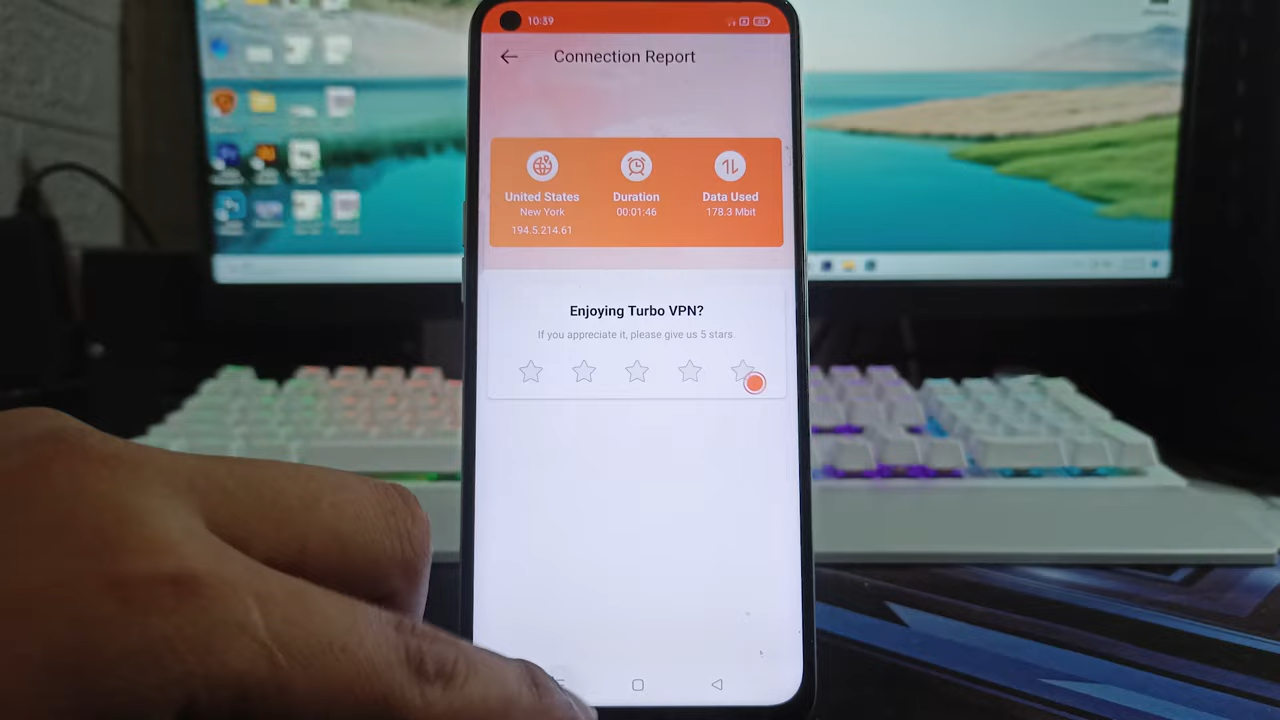 10:39
Connection Report
United States
New York
194.5.214.61
Duration
00:01:46
Data Used
178.3 Mbit
Enjoying Turbo VPN?
If you appreciate it, please give us 5 stars.